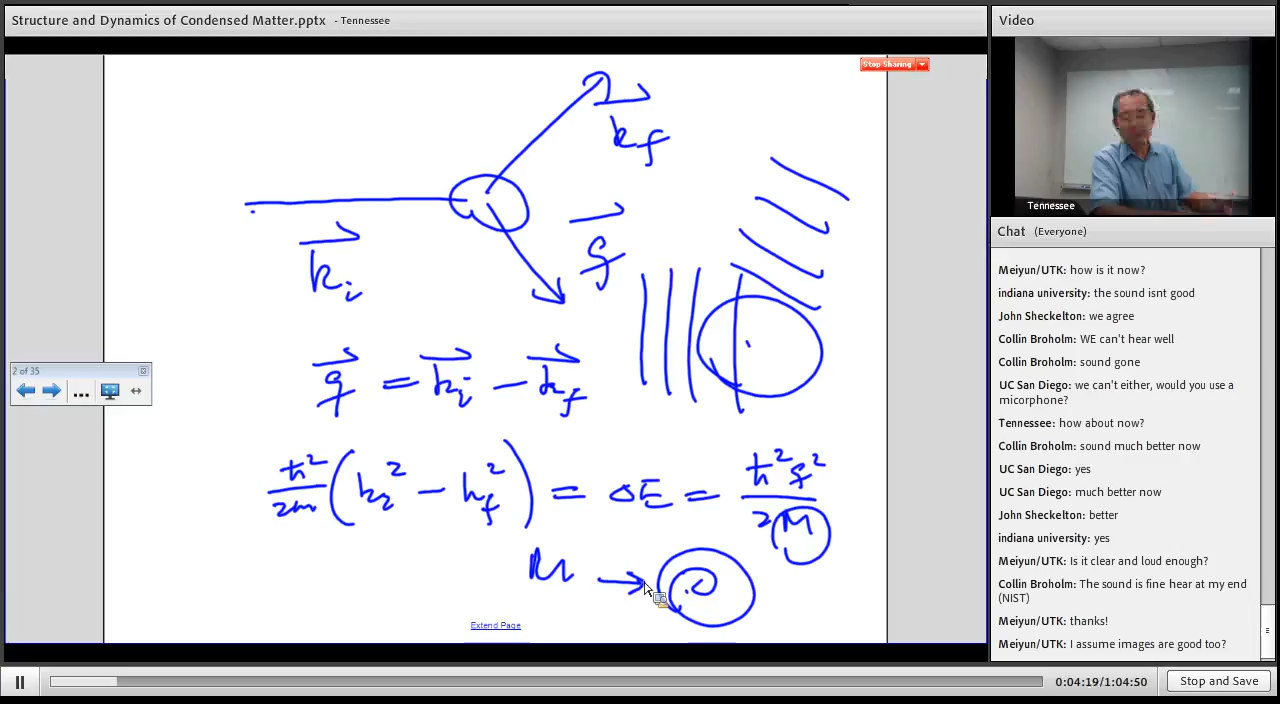 Structure and Dynamics of Condensed Matter.pptx - Tennessee
Stop Sharing
k_f
q
k_i
q = k_i - k_f
ħ²/2m (k_i² - k_f²) = ΔE = ħ²q²/2M
M →
2 of 35
...
Extend Page
Video
Tennessee
Chat (Everyone)
Meiyun/UTK: how is it now?
indiana university: the sound isnt good
John Sheckelton: we agree
Collin Broholm: WE can't hear well
Collin Broholm: sound gone
UC San Diego: we can't either, would you use a
micorphone?
Tennessee: how about now?
Collin Broholm: sound much better now
UC San Diego: yes
UC San Diego: much better now
John Sheckelton: better
indiana university: yes
Meiyun/UTK: Is it clear and loud enough?
Collin Broholm: The sound is fine hear at my end
(NIST)
Meiyun/UTK: thanks!
Meiyun/UTK: I assume images are good too?
0:04:19/1:04:50
Stop and Save